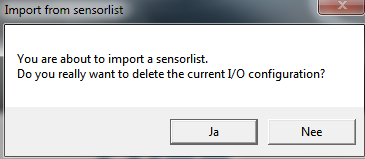 Import from sensorlist
You are about to import a sensorlist.
Do you really want to delete the current I/O configuration?
Ja
Nee